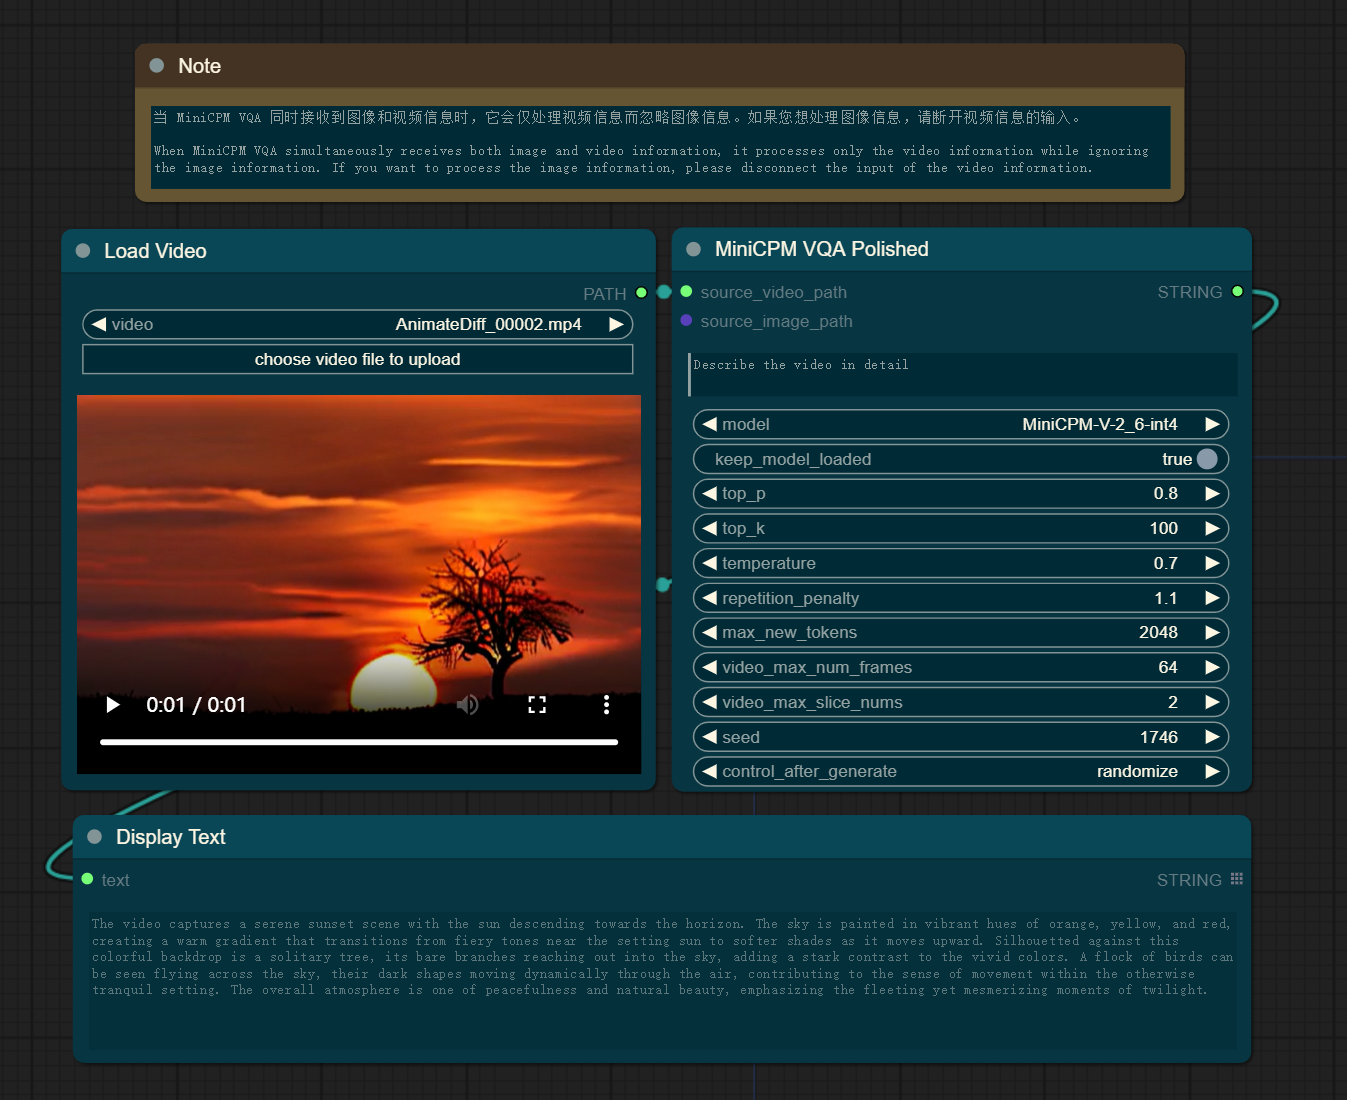 Note
当 MiniCPM VQA 同时接收到图像和视频信息时，它会仅处理视频信息而忽略图像信息。如果您想处理图像信息，请断开视频信息的输入。
When MiniCPM VQA simultaneously receives both image and video information, it processes only the video information while ignoring
the image information. If you want to process the image information, please disconnect the input of the video information.
Load Video
PATH
video AnimateDiff_00002.mp4
choose video file to upload
0:01 / 0:01
MiniCPM VQA Polished
source_video_path STRING
source_image_path
Describe the video in detail
model MiniCPM-V-2_6-int4
keep_model_loaded true
top_p 0.8
top_k 100
temperature 0.7
repetition_penalty 1.1
max_new_tokens 2048
video_max_num_frames 64
video_max_slice_nums 2
seed 1746
control_after_generate randomize
Display Text
text STRING
The video captures a serene sunset scene with the sun descending towards the horizon. The sky is painted in vibrant hues of orange, yellow, and red,
creating a warm gradient that transitions from fiery tones near the setting sun to softer shades as it moves upward. Silhouetted against this
colorful backdrop is a solitary tree, its bare branches reaching out into the sky, adding a stark contrast to the vivid colors. A flock of birds can
be seen flying across the sky, their dark shapes moving dynamically through the air, contributing to the sense of movement within the otherwise
tranquil setting. The overall atmosphere is one of peacefulness and natural beauty, emphasizing the fleeting yet mesmerizing moments of twilight.